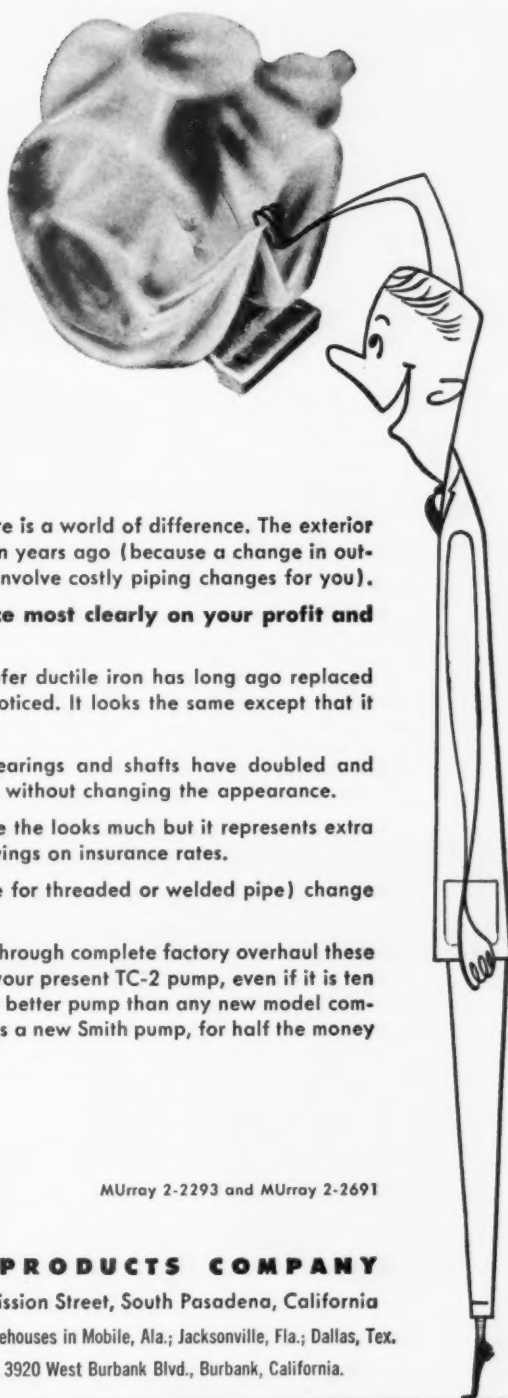 re is a world of difference. The exterior
n years ago (because a change in out-
involve costly piping changes for you).
ce most clearly on your profit and
fer ductile iron has long ago replaced
oticed. It looks the same except that it
earings and shafts have doubled and
without changing the appearance.
e the looks much but it represents extra
vings on insurance rates.
e for threaded or welded pipe) change
through complete factory overhaul these
your present TC-2 pump, even if it is ten
better pump than any new model com-
s a new Smith pump, for half the money
MUrray 2-2293 and MUrray 2-2691
PRODUCTS COMPANY
ission Street, South Pasadena, California
ehouses in Mobile, Ala.; Jacksonville, Fla.; Dallas, Tex.
3920 West Burbank Blvd., Burbank, California.